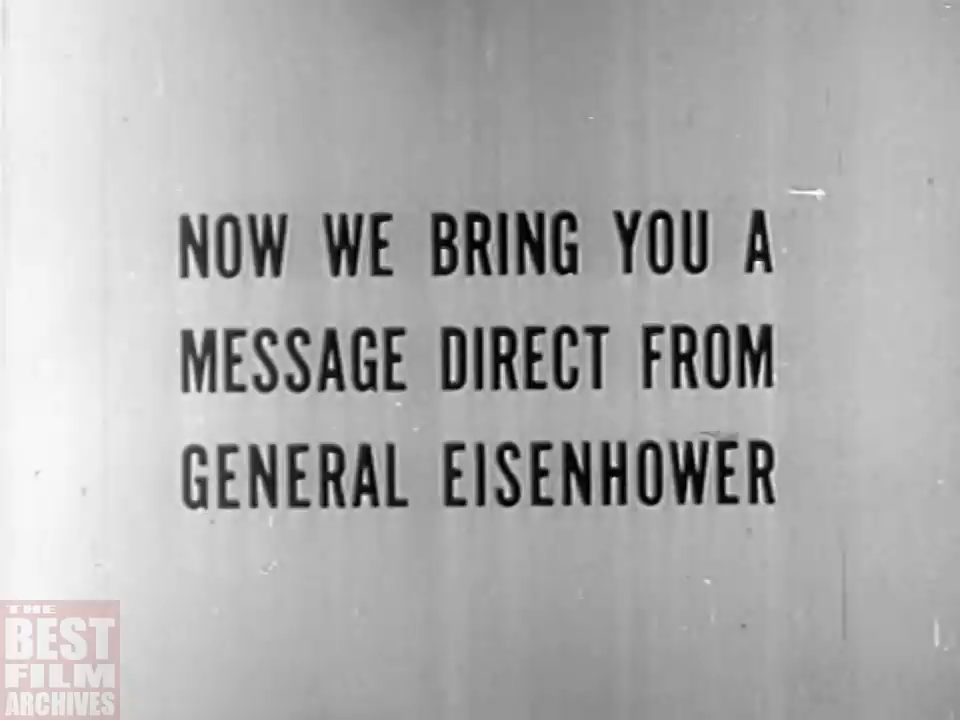 NOW WE BRING YOU A
MESSAGE DIRECT FROM
GENERAL EISENHOWER
THE
BEST
FILM
ARCHIVES